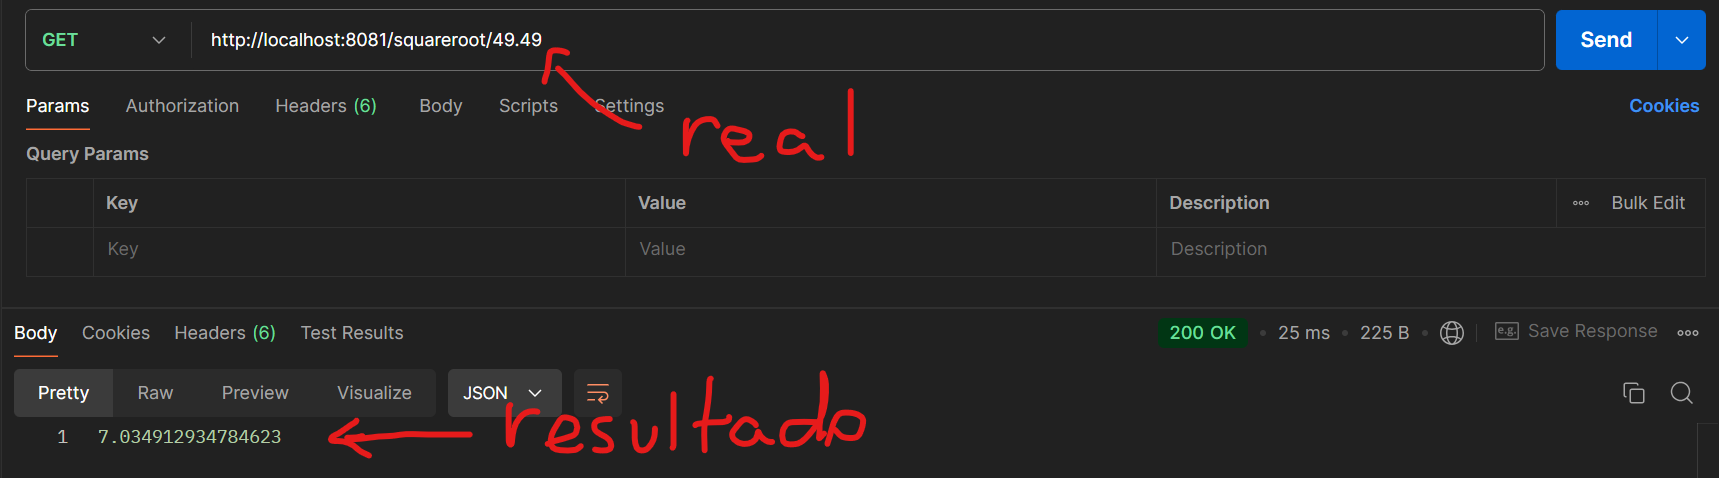 GET http://localhost:8081/squareroot/49.49 Send
Params Authorization Headers (6) Body Scripts Settings Cookies
real
Query Params
Key Value Description Bulk Edit
Key Value Description
Body Cookies Headers (6) Test Results 200 OK • 25 ms • 225 B • e.g. Save Response
Pretty Raw Preview Visualize JSON
1 7.034912934784623
resultado